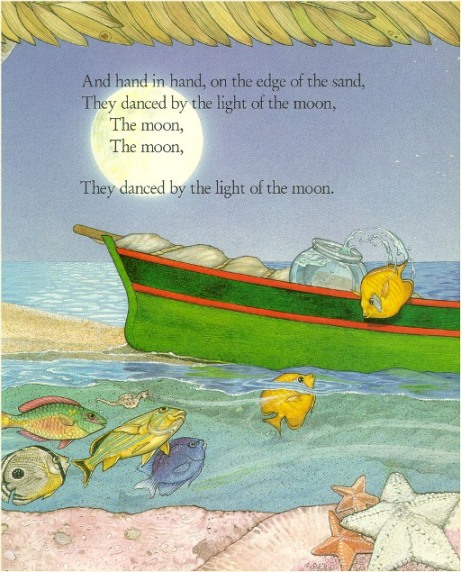 And hand in hand, on the edge of the sand,
They danced by the light of the moon,
The moon,
The moon,
They danced by the light of the moon.